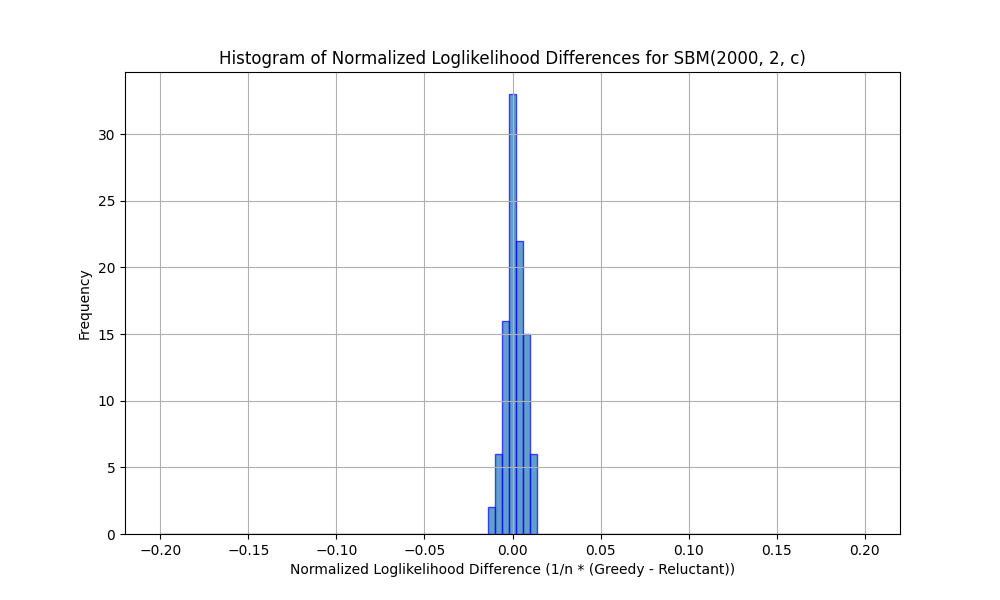 Histogram of Normalized Loglikelihood Differences for SBM(2000, 2, c)
Frequency
30
25
20
15
10
5
0
−0.20 −0.15 −0.10 −0.05 0.00 0.05 0.10 0.15 0.20
Normalized Loglikelihood Difference (1/n * (Greedy - Reluctant))